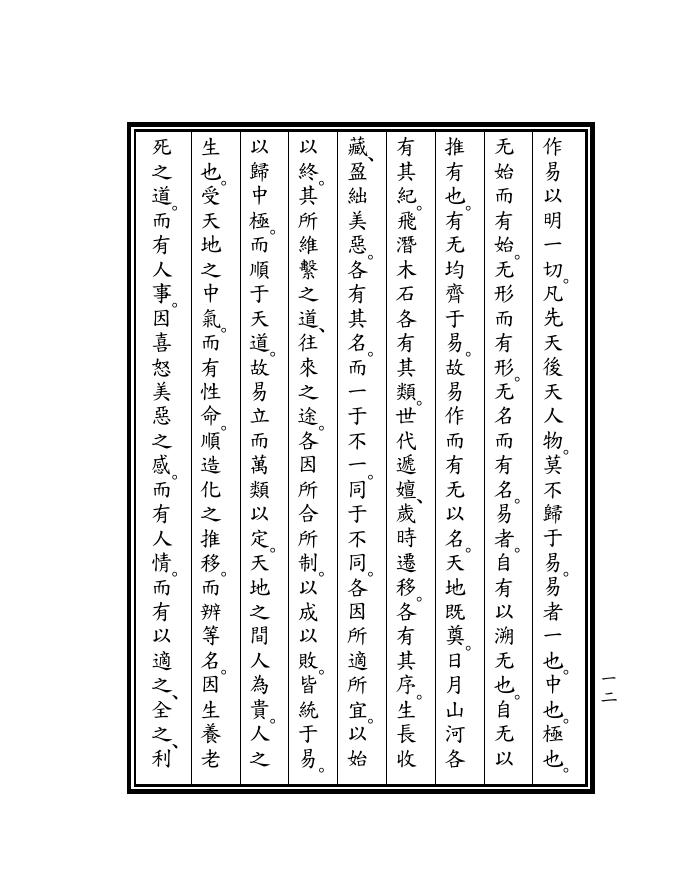 作易以明一切。凡先天後天人物。莫不歸于易。易者一也。中也。極也。
无始而有始。无形而有形。无名而有名。易者。自有以溯无也。自无以
推有也。有无均齊于易。故易作而有无以名。天地既奠。日月山河各
有其紀。飛潛木石各有其類。世代遞嬗、歲時遷移。各有其序。生長收
藏、盈絀美惡。各有其名。而一于不一。同于不同。各因所適所宜。以始
以終。其所維繫之道、往來之途。各因所合所制。以成以敗。皆統于易。
以歸中極。而順于天道。故易立而萬類以定。天地之間人為貴。人之
生也。受天地之中氣。而有性命。順造化之推移。而辨等名。因生養老
死之道。而有人事。因喜怒美惡之感。而有人情。而有以適之、全之、利
一二